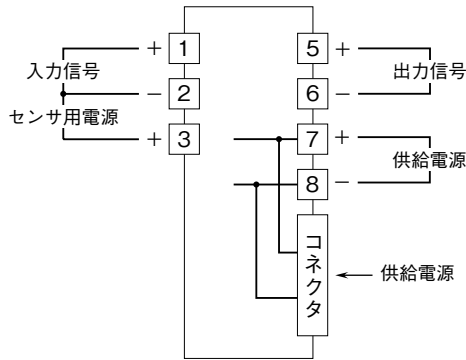 + 1
入力信号
− 2
センサ用電源
+ 3
5 +
出力信号
6 −
7 +
供給電源
8 −
コネクタ
供給電源